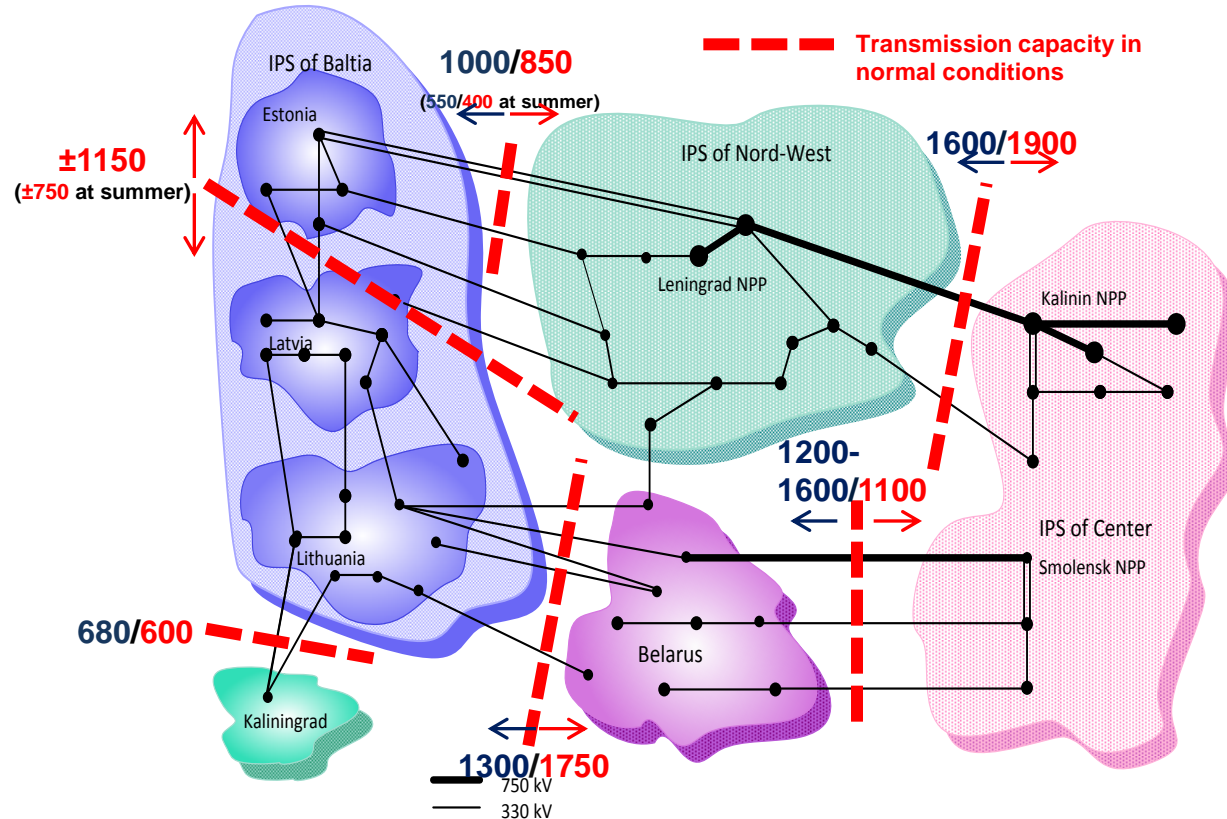 Transmission capacity in
normal conditions
IPS of Baltia
1000/850
(550/400 at summer)
Estonia
±1150
(±750 at summer)
IPS of Nord-West
1600/1900
Leningrad NPP
Kalinin NPP
Latvia
1200-
1600/1100
IPS of Center
Lithuania
Smolensk NPP
680/600
Belarus
Kaliningrad
1300/1750
750 kV
330 kV